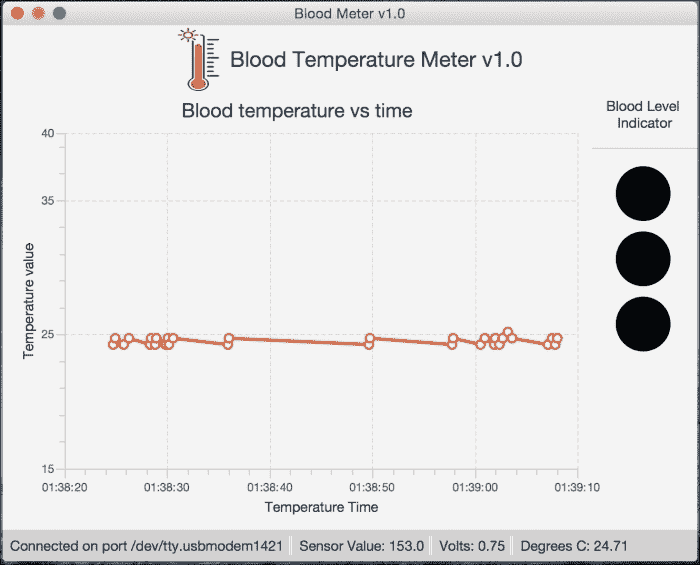 Blood Meter v1.0
Blood Temperature Meter v1.0
Blood temperature vs time
Blood Level
Indicator
40
35
25
15
Temperature value
01:38:20 01:38:30 01:38:40 01:38:50 01:39:00 01:39:10
Temperature Time
Connected on port /dev/tty.usbmodem1421 Sensor Value: 153.0 Volts: 0.75 Degrees C: 24.71